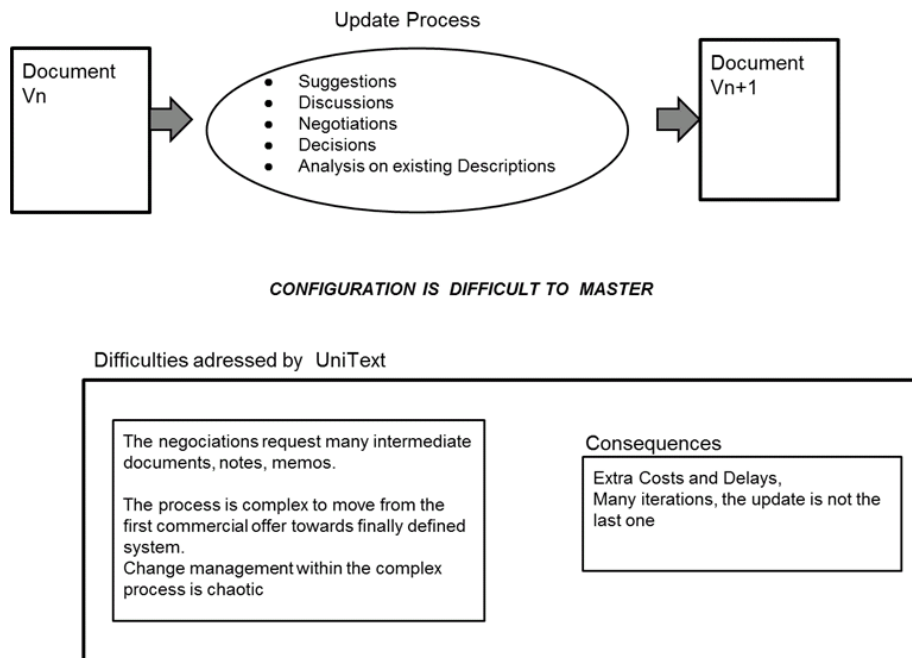 Update Process
Document
Vn
● Suggestions
● Discussions
● Negotiations
● Decisions
● Analysis on existing Descriptions
Document
Vn+1
CONFIGURATION IS DIFFICULT TO MASTER
Difficulties adressed by UniText
The negociations request many intermediate
documents, notes, memos.
The process is complex to move from the
first commercial offer towards finally defined
system.
Change management within the complex
process is chaotic
Consequences
Extra Costs and Delays,
Many iterations, the update is not the
last one